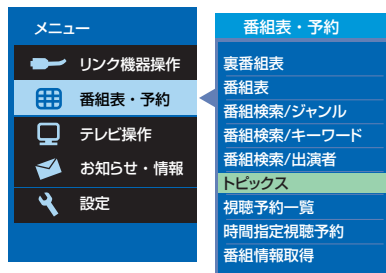 メニュー
リンク機器操作
番組表・予約
テレビ操作
お知らせ・情報
設定
番組表・予約
裏番組表
番組表
番組検索/ジャンル
番組検索/キーワード
番組検索/出演者
トピックス
視聴予約一覧
時間指定視聴予約
番組情報取得